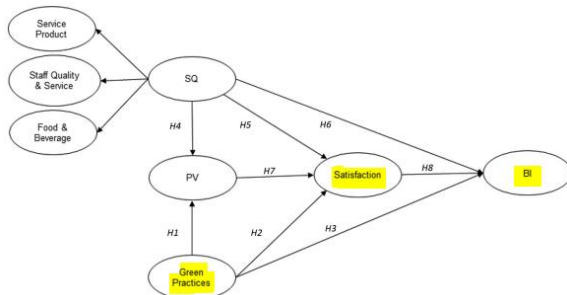 Service
Product
Staff Quality
& Service
SQ
Food &
Beverage
H4
H5
H6
PV
H7
Satisfaction
H8
BI
H1
H2
H3
Green
Practices